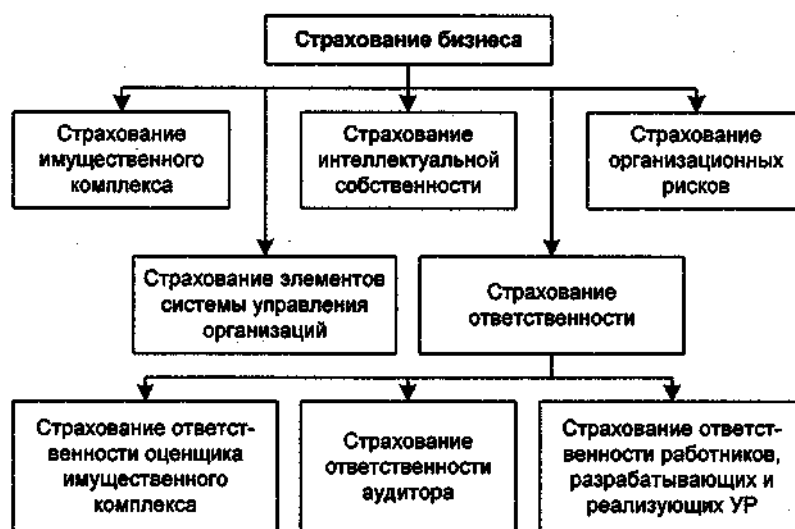 Страхование бизнеса
Страхование
имущественного
комплекса
Страхование
интеллектуальной
собственности
Страхование
организационных
рисков
Страхование элементов
системы управления
организаций
Страхование
ответственности
Страхование ответст-
венности оценщика
имущественного
комплекса
Страхование
ответственности
аудитора
Страхование ответст-
венности работников,
разрабатывающих и
реализующих УР